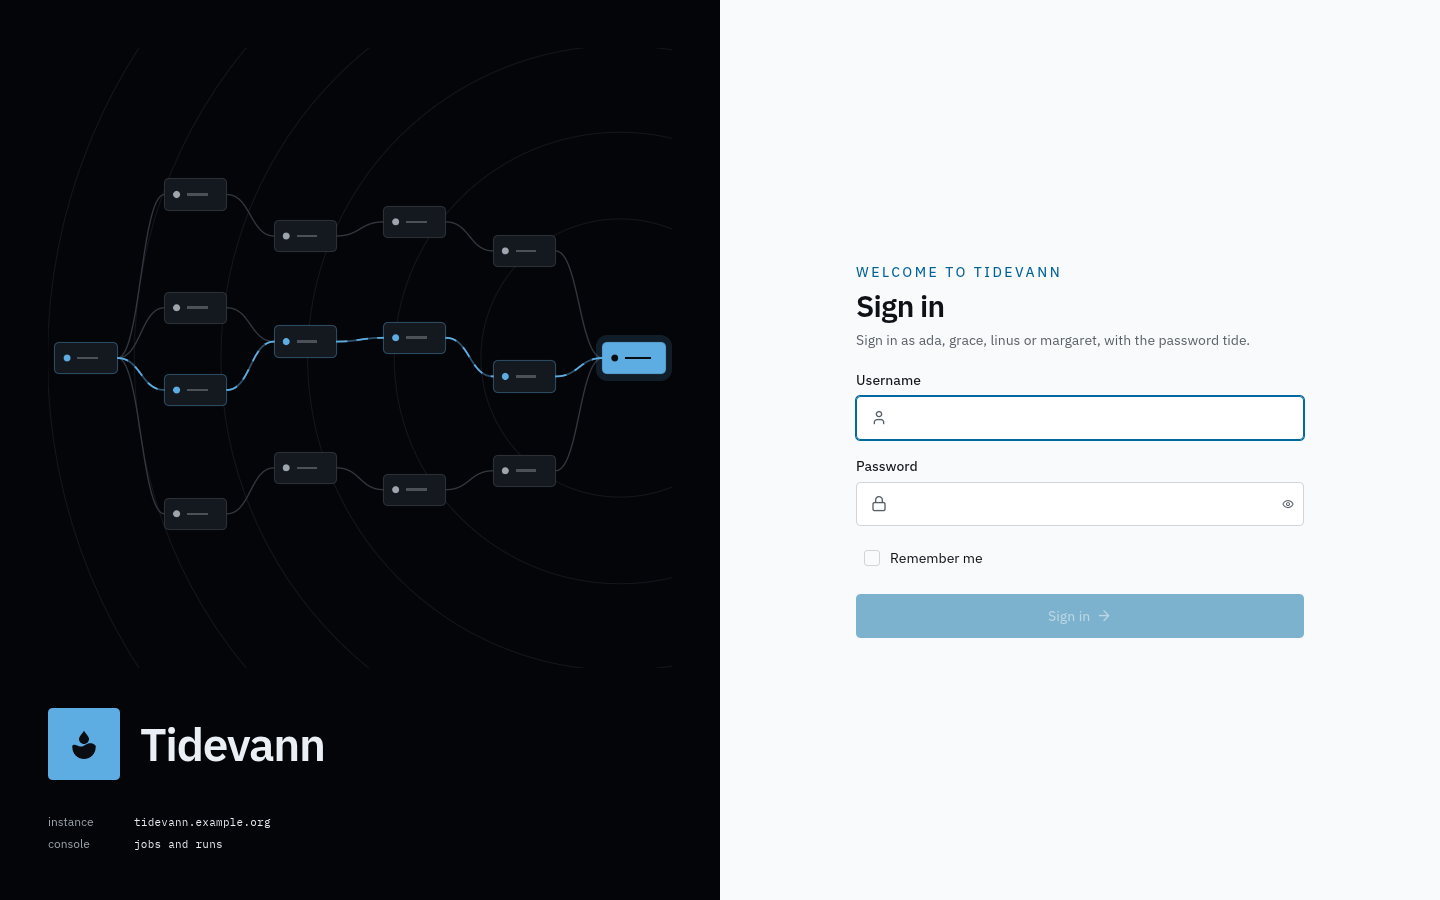 Tidevann
instance tidevann.example.org
console jobs and runs
WELCOME TO TIDEVANN
Sign in
Sign in as ada, grace, linus or margaret, with the password tide.
Username
Password
Remember me
Sign in